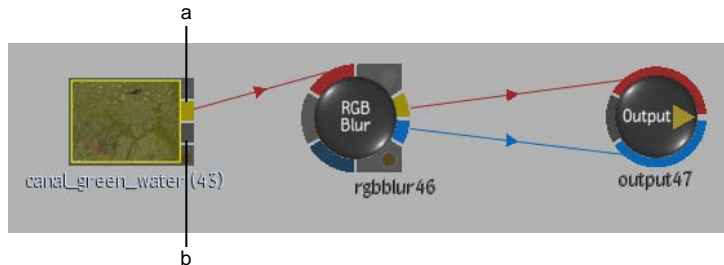 a
RGB
Blur
Output
canal_green_water (43)
rgbblur46
output47
b